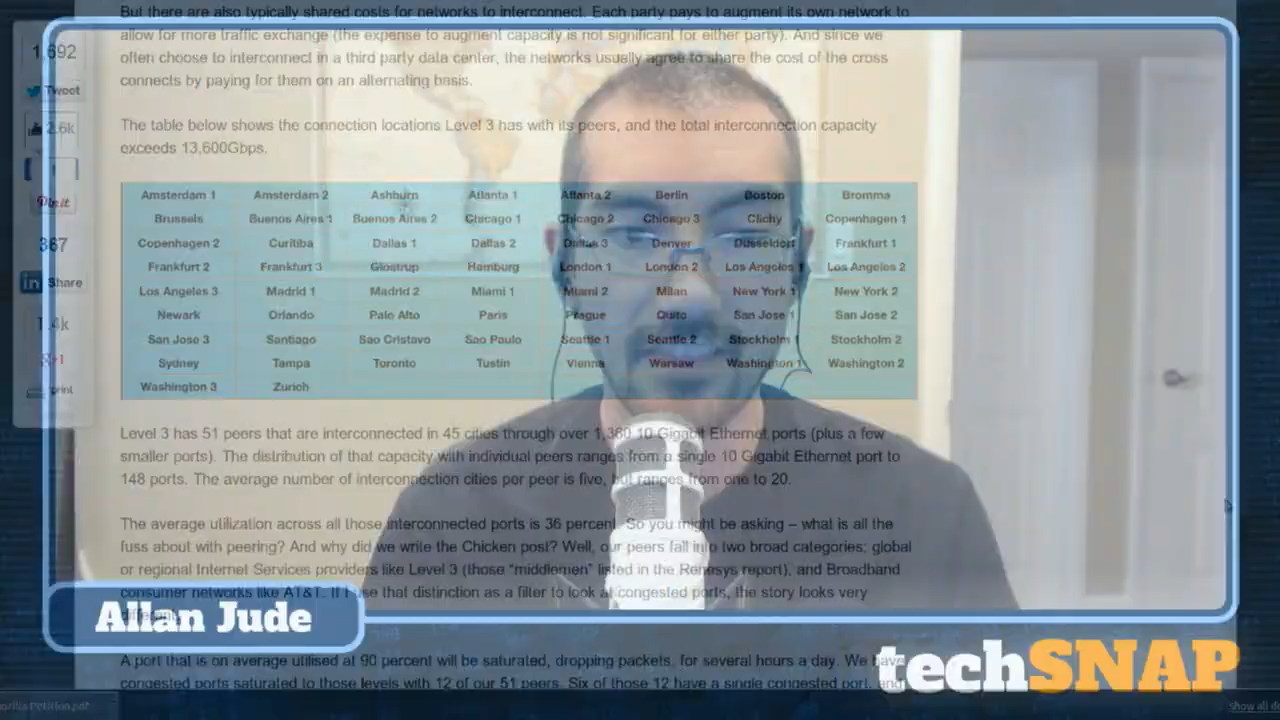 But there are also typically shared costs for networks to interconnect. Each party pays to augment its own network to
allow for more traffic exchange (the expense to augment capacity is not significant for either party). And since we
often choose to interconnect in a third party data center, the networks usually agree to share the cost of the cross
connects by paying for them on an alternating basis.
The table below shows the connection locations Level 3 has with its peers, and the total interconnection capacity
exceeds 13,600Gbps.
1,692
Tweet
2.6k
Pin it
367
Share
1.4k
+1
print
Amsterdam 1 Amsterdam 2 Ashburn Atlanta 1 Atlanta 2 Berlin Boston Bromma
Brussels Buenos Aires 1 Buenos Aires 2 Chicago 1 Chicago 2 Chicago 3 Clichy Copenhagen 1
Copenhagen 2 Curitiba Dallas 1 Dallas 2 Dallas 3 Denver Dusseldorf Frankfurt 1
Frankfurt 2 Frankfurt 3 Glostrup Hamburg London 1 London 2 Los Angeles 1 Los Angeles 2
Los Angeles 3 Madrid 1 Madrid 2 Miami 1 Miami 2 Milan New York 1 New York 2
Newark Orlando Palo Alto Paris Prague Quito San Jose 1 San Jose 2
San Jose 3 Santiago Sao Cristavo Sao Paulo Seattle 1 Seattle 2 Stockholm 1 Stockholm 2
Sydney Tampa Toronto Tustin Vienna Warsaw Washington 1 Washington 2
Washington 3 Zurich
Level 3 has 51 peers that are interconnected in 45 cities through over 1,360 10 Gigabit Ethernet ports (plus a few
smaller ports). The distribution of that capacity with individual peers ranges from a single 10 Gigabit Ethernet port to
148 ports. The average number of interconnection cities per peer is five, but ranges from one to 20.
The average utilization across all those interconnected ports is 36 percent. So you might be asking – what is all the
fuss about with peering? And why did we write the Chicken post? Well, our peers fall into two broad categories; global
or regional Internet Services providers like Level 3 (those "middlemen" listed in the Renesys report), and Broadband
consumer networks like AT&T. If I use that distinction as a filter to look at congested ports, the story looks very
Allan Jude
A port that is on average utilised at 90 percent will be saturated, dropping packets, for several hours a day. We have
congested ports saturated to those levels with 12 of our 51 peers. Six of those 12 have a single congested port, and
techSNAP
Petition.pdf
Show all